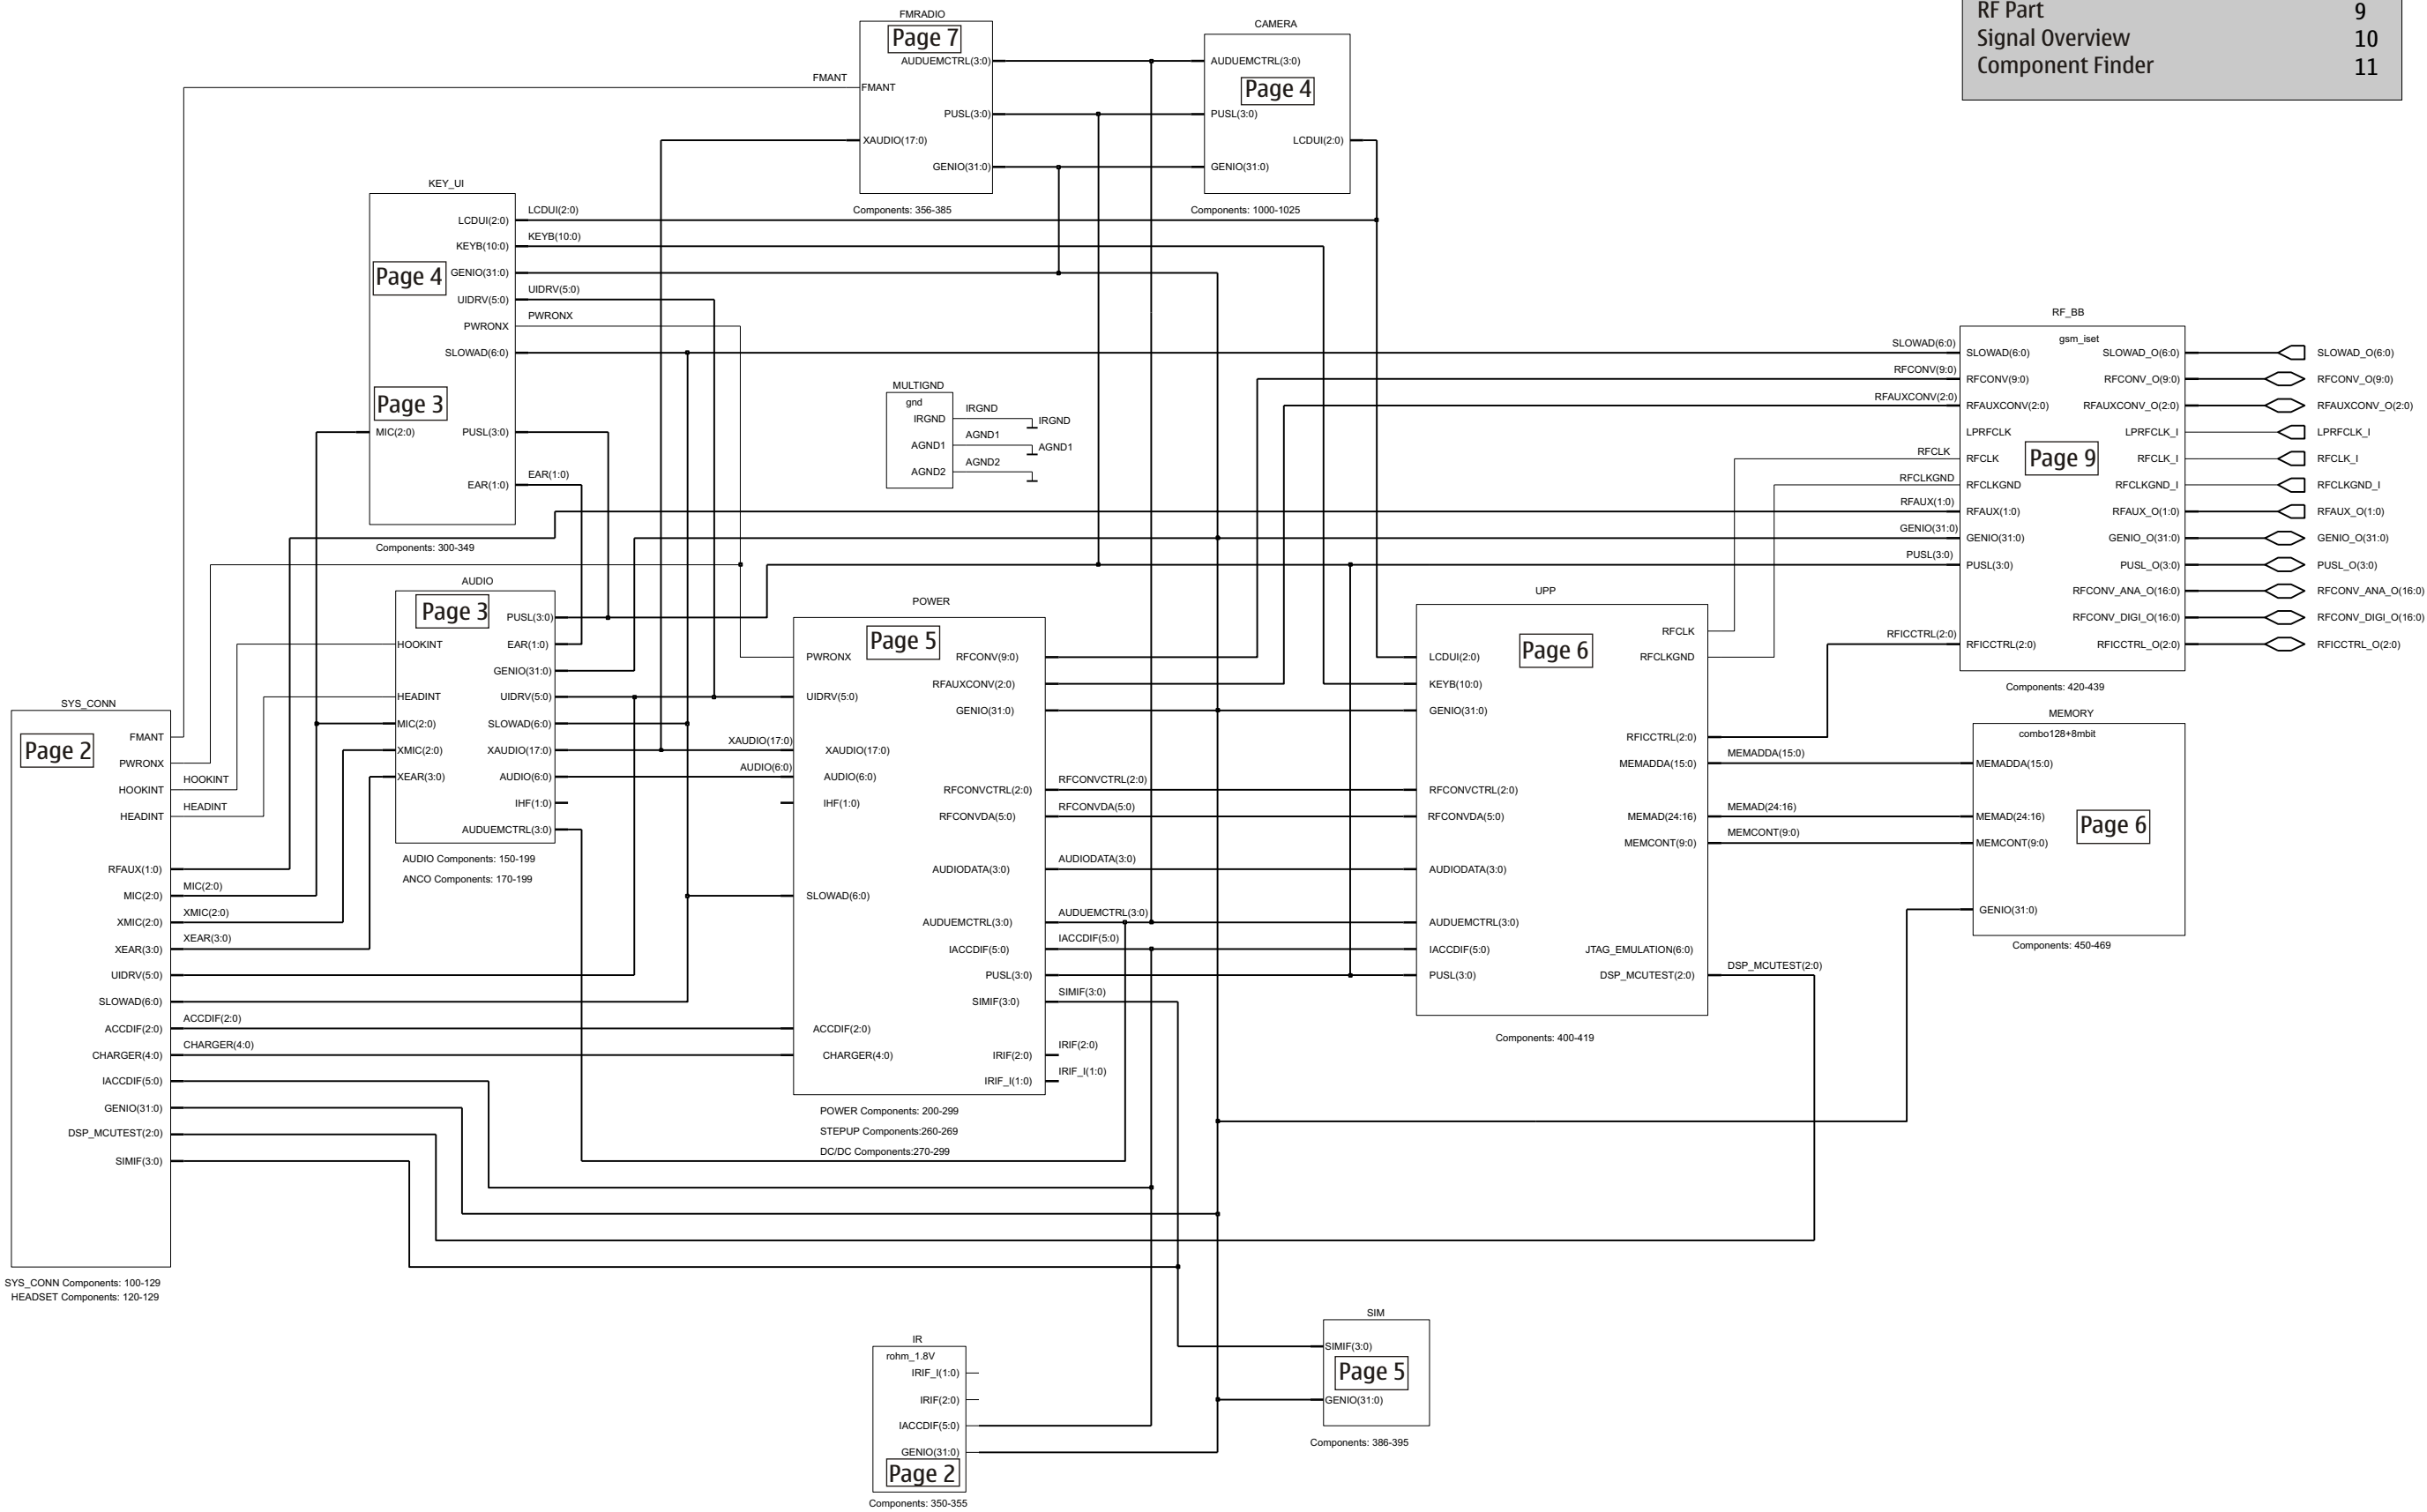 RF Part 9
Signal Overview 10
Component Finder 11
FMRADIO
Page 7
AUDUEMCTRL(3:0)
FMANT
FMANT
PUSL(3:0)
XAUDIO(17:0)
GENIO(31:0)
Components: 356-385
CAMERA
AUDUEMCTRL(3:0)
Page 4
PUSL(3:0)
LCDUI(2:0)
GENIO(31:0)
Components: 1000-1025
KEY_UI
LCDUI(2:0) LCDUI(2:0)
KEYB(10:0) KEYB(10:0)
Page 4 GENIO(31:0)
UIDRV(5:0) UIDRV(5:0)
PWRONX PWRONX
SLOWAD(6:0)
Page 3
MIC(2:0) PUSL(3:0)
EAR(1:0) EAR(1:0)
Components: 300-349
MULTIGND
gnd
IRGND IRGND IRGND
AGND1 AGND1 AGND1
AGND2 AGND2
RF_BB
gsm_iset
SLOWAD(6:0) SLOWAD(6:0) SLOWAD_O(6:0) SLOWAD_O(6:0)
RFCONV(9:0) RFCONV(9:0) RFCONV_O(9:0) RFCONV_O(9:0)
RFAUXCONV(2:0) RFAUXCONV(2:0) RFAUXCONV_O(2:0) RFAUXCONV_O(2:0)
LPRFCLK LPRFCLK_I LPRFCLK_I
RFCLK RFCLK Page 9 RFCLK_I RFCLK_I
RFCLKGND RFCLKGND RFCLKGND_I RFCLKGND_I
RFAUX(1:0) RFAUX(1:0) RFAUX_O(1:0) RFAUX_O(1:0)
GENIO(31:0) GENIO(31:0) GENIO_O(31:0) GENIO_O(31:0)
PUSL(3:0) PUSL(3:0) PUSL_O(3:0) PUSL_O(3:0)
RFCONV_ANA_O(16:0) RFCONV_ANA_O(16:0)
RFCONV_DIGI_O(16:0) RFCONV_DIGI_O(16:0)
RFICCTRL(2:0) RFICCTRL(2:0) RFICCTRL_O(2:0) RFICCTRL_O(2:0)
Components: 420-439
AUDIO
Page 3 PUSL(3:0)
HOOKINT EAR(1:0)
GENIO(31:0)
HEADINT UIDRV(5:0)
MIC(2:0) SLOWAD(6:0)
XMIC(2:0) XAUDIO(17:0)
XEAR(3:0) AUDIO(6:0)
IHF(1:0)
AUDUEMCTRL(3:0)
AUDIO Components: 150-199
ANCO Components: 170-199
POWER
Page 5
PWRONX RFCONV(9:0)
RFAUXCONV(2:0)
UIDRV(5:0)
GENIO(31:0)
XAUDIO(17:0) XAUDIO(17:0)
AUDIO(6:0) AUDIO(6:0)
RFCONVCTRL(2:0) RFCONVCTRL(2:0)
IHF(1:0)
RFCONVDA(5:0) RFCONVDA(5:0)
AUDIODATA(3:0) AUDIODATA(3:0)
SLOWAD(6:0)
AUDUEMCTRL(3:0) AUDUEMCTRL(3:0)
IACCDIF(5:0) IACCDIF(5:0)
PUSL(3:0)
SIMIF(3:0) SIMIF(3:0)
ACCDIF(2:0)
CHARGER(4:0) IRIF(2:0) IRIF(2:0)
IRIF_I(1:0) IRIF_I(1:0)
POWER Components: 200-299
STEPUP Components:260-269
DC/DC Components:270-299
UPP
RFCLK
Page 6
LCDUI(2:0) RFCLKGND
KEYB(10:0)
GENIO(31:0)
RFICCTRL(2:0)
MEMADDA(15:0) MEMADDA(15:0)
RFCONVCTRL(2:0)
RFCONVDA(5:0) MEMAD(24:16) MEMAD(24:16)
MEMCONT(9:0) MEMCONT(9:0)
AUDIODATA(3:0)
AUDUEMCTRL(3:0)
IACCDIF(5:0) JTAG_EMULATION(6:0)
PUSL(3:0) DSP_MCUTEST(2:0) DSP_MCUTEST(2:0)
Components: 400-419
MEMORY
combo128+8mbit
MEMADDA(15:0)
MEMAD(24:16)
Page 6
MEMCONT(9:0)
GENIO(31:0)
Components: 450-469
SYS_CONN
Page 2
FMANT
PWRONX
HOOKINT HOOKINT
HEADINT HEADINT
RFAUX(1:0)
MIC(2:0) MIC(2:0)
XMIC(2:0) XMIC(2:0)
XEAR(3:0) XEAR(3:0)
UIDRV(5:0)
SLOWAD(6:0)
ACCDIF(2:0) ACCDIF(2:0)
CHARGER(4:0) CHARGER(4:0)
IACCDIF(5:0)
GENIO(31:0)
DSP_MCUTEST(2:0)
SIMIF(3:0)
SYS_CONN Components: 100-129
HEADSET Components: 120-129
IR
rohm_1.8V
IRIF_I(1:0)
IRIF(2:0)
IACCDIF(5:0)
GENIO(31:0)
Page 2
Components: 350-355
SIM
SIMIF(3:0)
Page 5
GENIO(31:0)
Components: 386-395